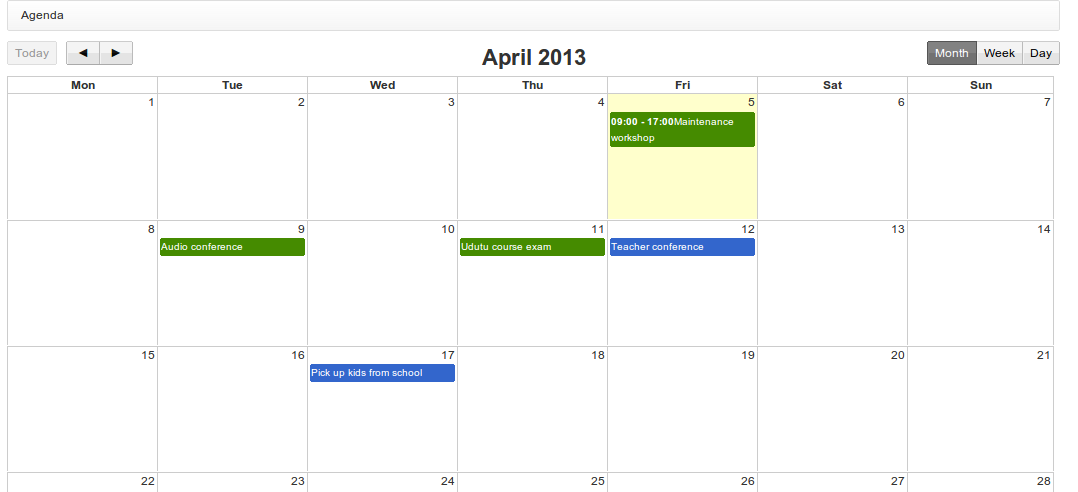 Agenda
Today ◄ ► April 2013 Month Week Day
Mon Tue Wed Thu Fri Sat Sun
1 2 3 4 5 6 7
09:00 - 17:00Maintenance
workshop
8 9 10 11 12 13 14
Audio conference Udutu course exam Teacher conference
15 16 17 18 19 20 21
Pick up kids from school
22 23 24 25 26 27 28